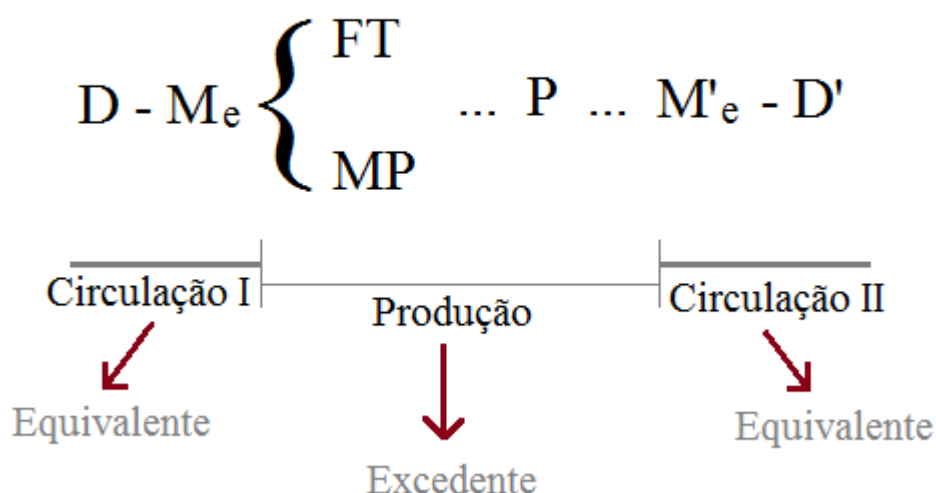 FT
D - Me { ... P ... M'e - D'
MP
Circulação I Produção Circulação II
Equivalente Excedente Equivalente